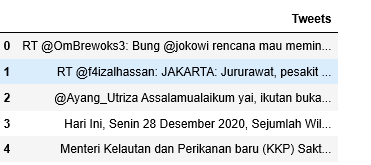 Tweets
0 RT @OmBrewoks3: Bung @jokowi rencana mau memin...
1 RT @f4izalhassan: JAKARTA: Jururawat, pesakit ...
2 @Ayang_Utriza Assalamualaikum yai, ikutan buka...
3 Hari Ini, Senin 28 Desember 2020, Sejumlah Wil...
4 Menteri Kelautan dan Perikanan baru (KKP) Sakt...